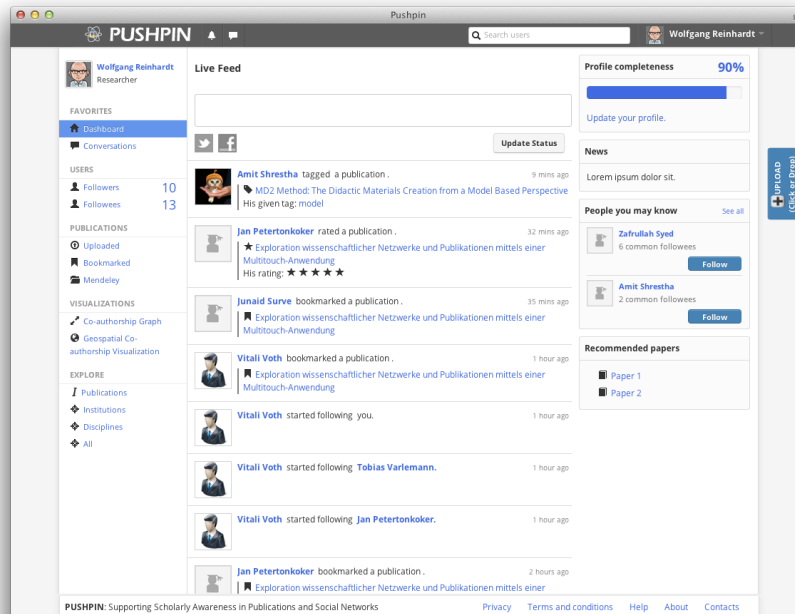 Pushpin
PUSHPIN
Search users
Wolfgang Reinhardt
Wolfgang Reinhardt
Researcher
FAVORITES
Dashboard
Conversations
USERS
Followers 10
Followees 13
PUBLICATIONS
Uploaded
Bookmarked
Mendeley
VISUALIZATIONS
Co-authorship Graph
Geospatial Co-
authorship Visualization
EXPLORE
Publications
Institutions
Disciplines
All
Live Feed
Update Status
Amit Shrestha tagged a publication . 9 mins ago
MD2 Method: The Didactic Materials Creation from a Model Based Perspective
His given tag: model
Jan Petertonkoker rated a publication . 32 mins ago
Exploration wissenschaftlicher Netzwerke und Publikationen mittels einer
Multitouch-Anwendung
His rating: ★ ★ ★ ★ ★
Junaid Surve bookmarked a publication . 35 mins ago
Exploration wissenschaftlicher Netzwerke und Publikationen mittels einer
Multitouch-Anwendung
Vitali Voth bookmarked a publication . 1 hour ago
Exploration wissenschaftlicher Netzwerke und Publikationen mittels einer
Multitouch-Anwendung
Vitali Voth started following you. 1 hour ago
Vitali Voth started following Tobias Varlemann. 1 hour ago
Vitali Voth started following Jan Petertonkoker. 1 hour ago
Jan Petertonkoker bookmarked a publication . 2 hours ago
Exploration wissenschaftlicher Netzwerke und Publikationen mittels einer
Profile completeness 90%
Update your profile.
News
Lorem ipsum dolor sit.
People you may know See all
Zafrullah Syed
6 common followees
Follow
Amit Shrestha
2 common followees
Follow
Recommended papers
Paper 1
Paper 2
UPLOAD
(Click or Drop)
PUSHPIN: Supporting Scholarly Awareness in Publications and Social Networks
Privacy Terms and conditions Help About Contacts